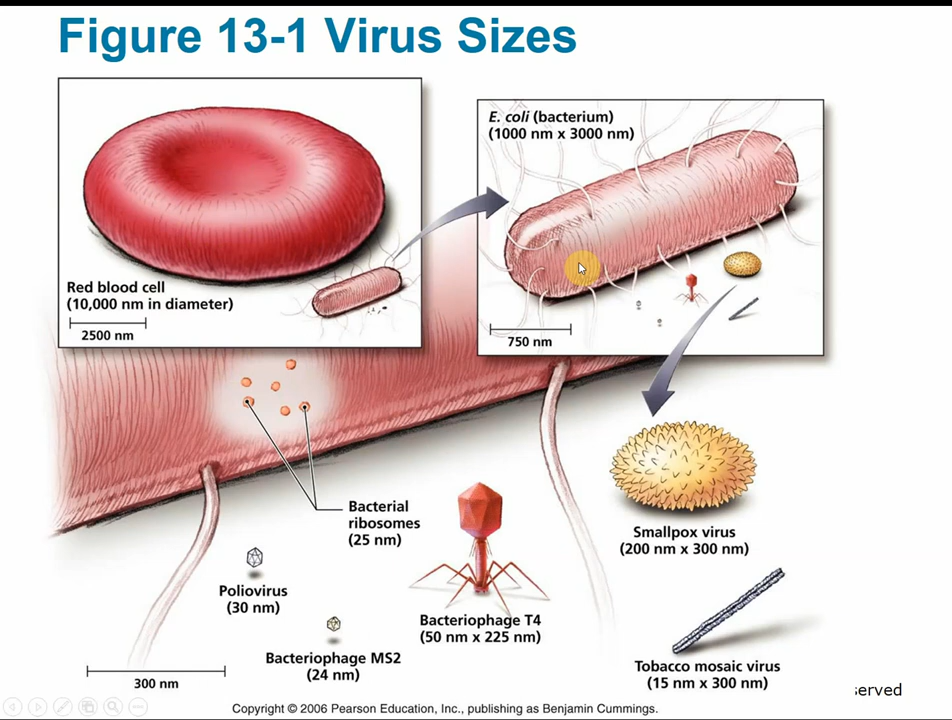 Figure 13-1 Virus Sizes
E. coli (bacterium)
(1000 nm x 3000 nm)
Red blood cell
(10,000 nm in diameter)
2500 nm
750 nm
Bacterial
ribosomes
(25 nm)
Smallpox virus
(200 nm x 300 nm)
Poliovirus
(30 nm)
Bacteriophage T4
(50 nm x 225 nm)
Bacteriophage MS2
(24 nm)
Tobacco mosaic virus
(15 nm x 300 nm)
300 nm
Copyright © 2006 Pearson Education, Inc., publishing as Benjamin Cummings.